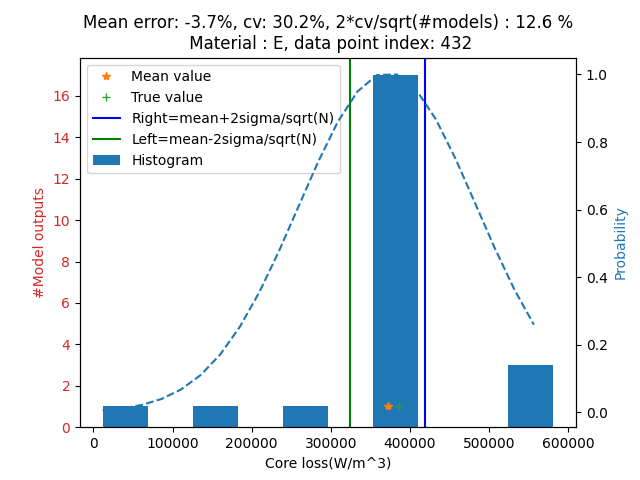 Mean error: -3.7%, cv: 30.2%, 2*cv/sqrt(#models) : 12.6 %
Material : E, data point index: 432
Mean value
True value
Right=mean+2sigma/sqrt(N)
Left=mean-2sigma/sqrt(N)
Histogram
16
14
12
10
8
6
4
2
0
#Model outputs
1.0
0.8
0.6
0.4
0.2
0.0
Probability
0 100000 200000 300000 400000 500000 600000
Core loss(W/m^3)